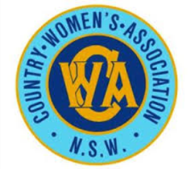 COUNTRY·WOMEN'S·ASSOCIATION
CWA
· N.S.W. ·